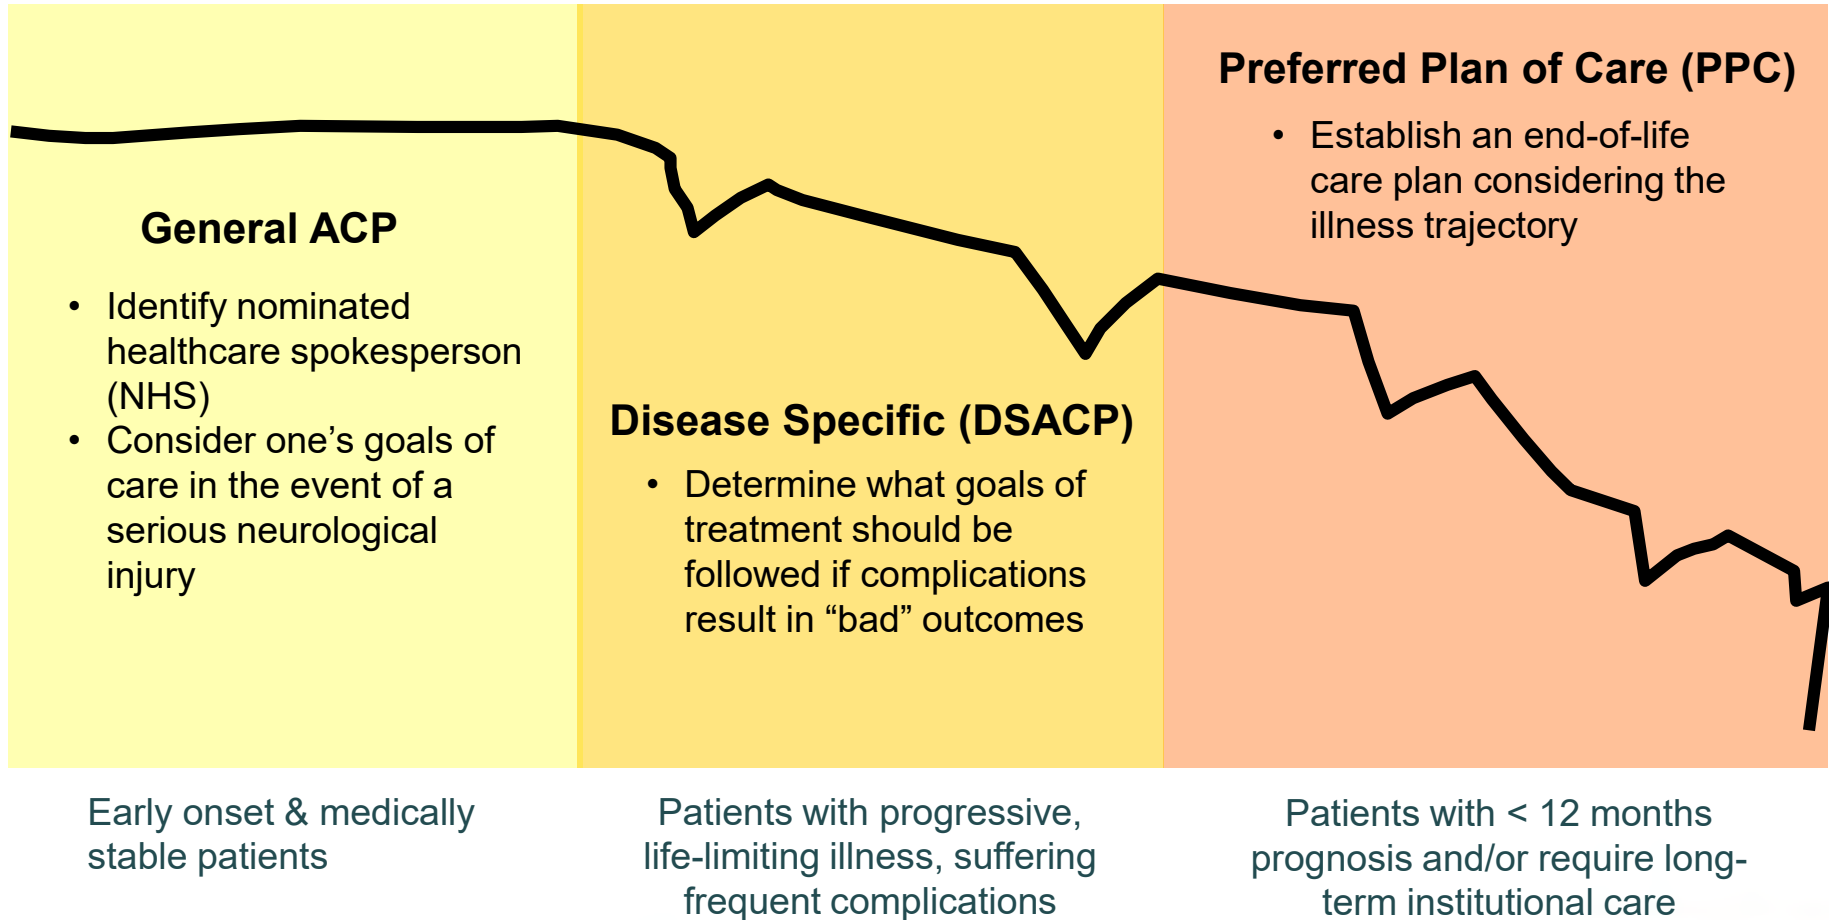 General ACP
• Identify nominated
healthcare spokesperson
(NHS)
• Consider one’s goals of
care in the event of a
serious neurological
injury
Disease Specific (DSACP)
• Determine what goals of
treatment should be
followed if complications
result in “bad” outcomes
Preferred Plan of Care (PPC)
• Establish an end-of-life
care plan considering the
illness trajectory
Early onset & medically
stable patients
Patients with progressive,
life-limiting illness, suffering
frequent complications
Patients with < 12 months
prognosis and/or require long-
term institutional care